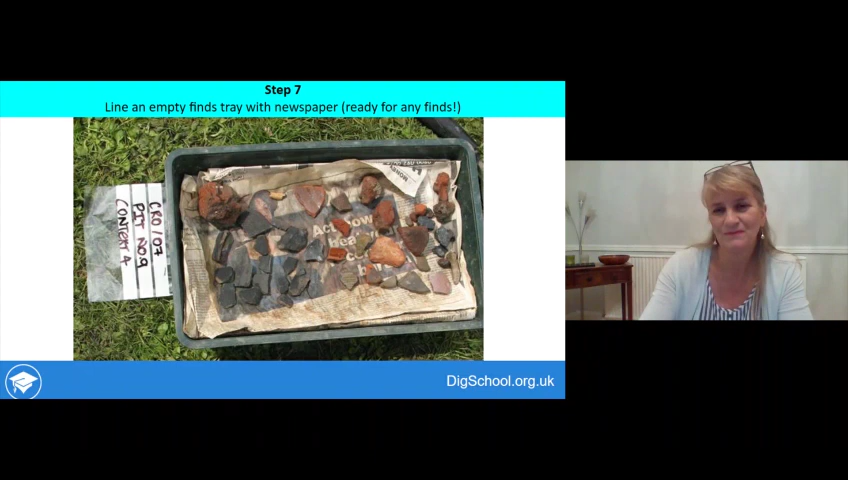 Step 7
Line an empty finds tray with newspaper (ready for any finds!)
CRO/07
PIT NO9
CONTEXT 4
DigSchool.org.uk